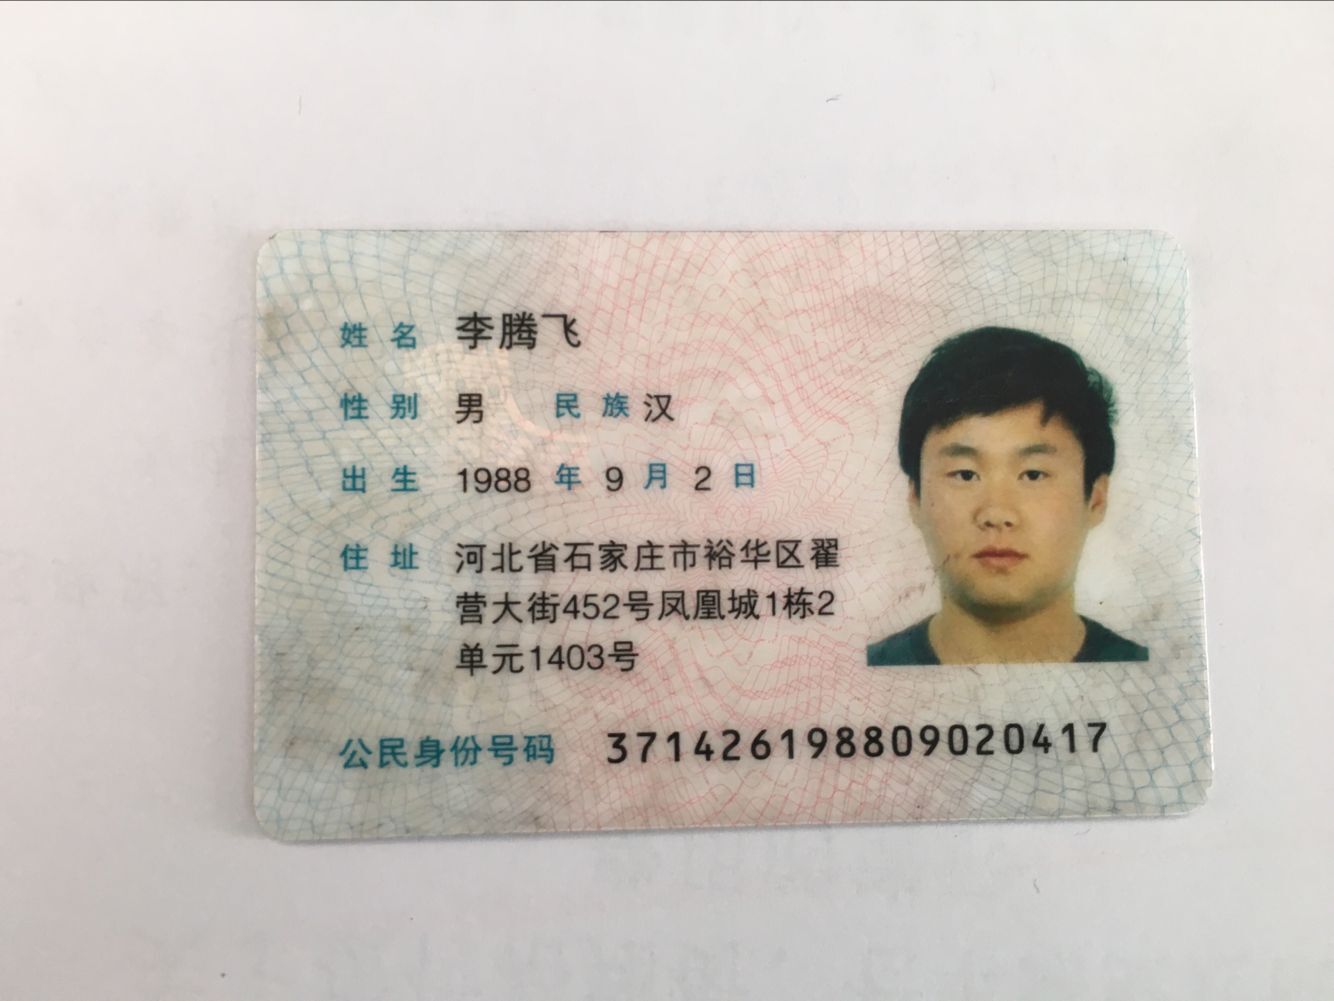 姓名 李腾飞
性别 男 民族 汉
出生 1988 年 9 月 2 日
住址 河北省石家庄市裕华区翟
营大街452号凤凰城1栋2
单元1403号
公民身份号码 371426198809020417